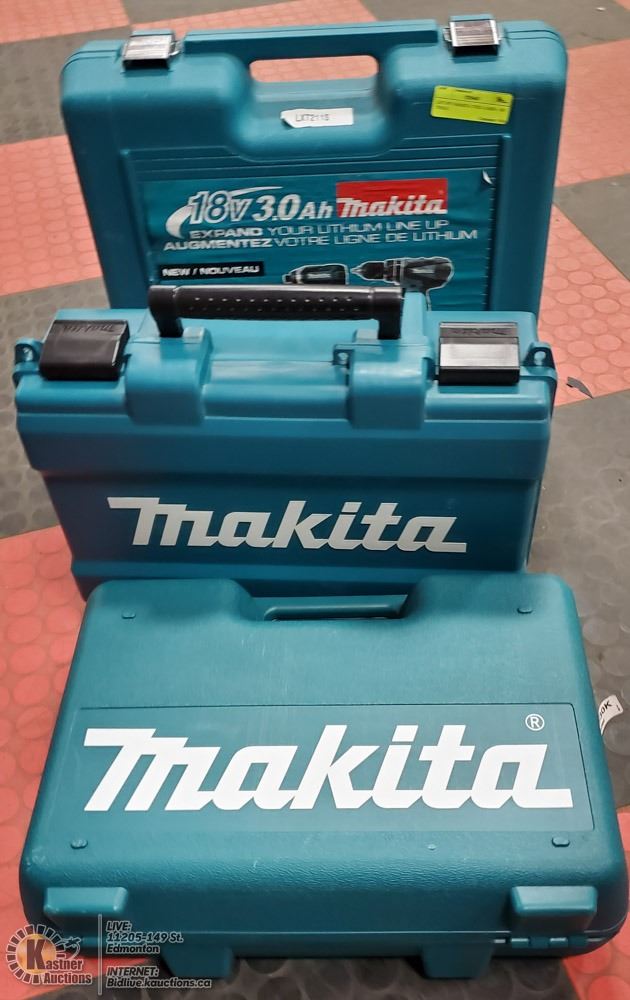 LXT211S
18V 3.0Ah makita
EXPAND YOUR LITHIUM LINE UP
AUGMENTEZ VOTRE LIGNE DE LITHIUM
NEW / NOUVEAU
makita
makita ®
LIVE:
11205-149 St.
Edmonton
INTERNET:
Bidlive.kauctions.ca
Kastner
Auctions